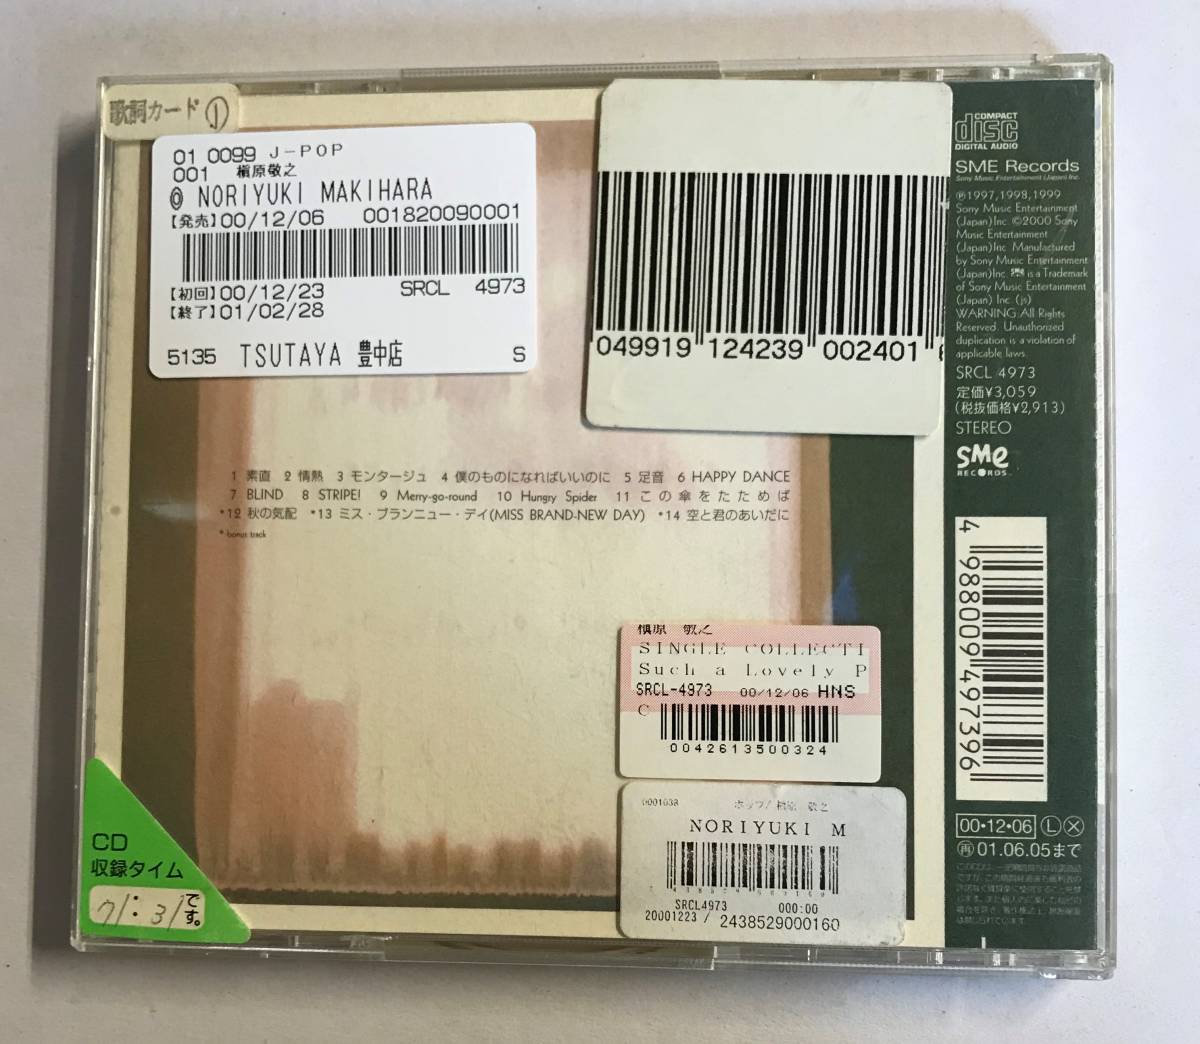 歌詞カード ①
01 0099 J-POP
001 槇原敬之
◎ NORIYUKI MAKIHARA
【発売】00/12/06 001820090001
【初回】00/12/23 SRCL 4973
【終了】01/02/28
5135 TSUTAYA 豊中店 S
049919 124239 002401
COMPACT
disc
DIGITAL AUDIO
SME Records
Sony Music Entertainment (Japan) Inc.
℗1997,1998,1999
Sony Music Entertainment
(Japan)Inc. ©2000 Sony
Music Entertainment
(Japan)Inc. Manufactured
by Sony Music Entertainment
(Japan)Inc. is a Trademark
of Sony Music Entertainment
(Japan) Inc. (js)
WARNING:All Rights
Reserved. Unauthorized
duplication is a violation of
applicable laws.
SRCL 4973
定価¥3,059
(税抜価格¥2,913)
STEREO
sme
RECORDS
1 素直 2 情熱 3 モンタージュ 4 僕のものになればいいのに 5 足音 6 HAPPY DANCE
7 BLIND 8 STRIPE! 9 Merry-go-round 10 Hungry Spider 11 この傘をたためば
*12 秋の気配 *13 ミス・ブランニュー・デイ(MISS BRAND-NEW DAY) *14 空と君のあいだに
* bonus track
4 988009 497396
槇原 敬之
SINGLE COLLECTI
Such a Lovely P
SRCL-4973 00/12/06 HNS
C
0042613500324
0001038 ポップ/槇原 敬之
NORIYUKI M
SRCL4973 000:00
20001223 / 2438529000160
CD
収録タイム
71:31です。
00・12・06 Ⓛ Ⓧ
㊢01.06.05まで